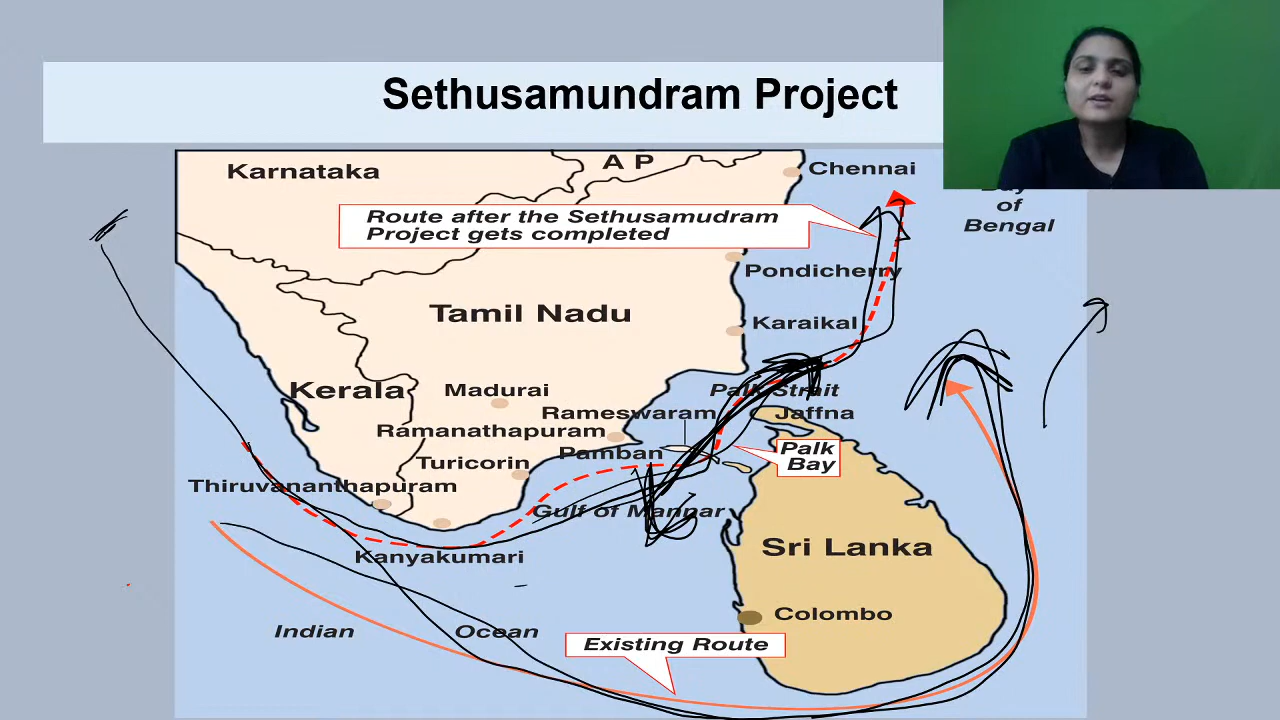 Sethusamundram Project
Karnataka
A P
Chennai
Bay
of
Bengal
Route after the Sethusamudram
Project gets completed
Pondicherry
Tamil Nadu
Karaikal
Kerala
Madurai
Palk Strait
Rameswaram
Jaffna
Ramanathapuram
Pamban
Palk
Bay
Turicorin
Thiruvananthapuram
Gulf of Mannar
Kanyakumari
Sri Lanka
Colombo
Indian Ocean
Existing Route